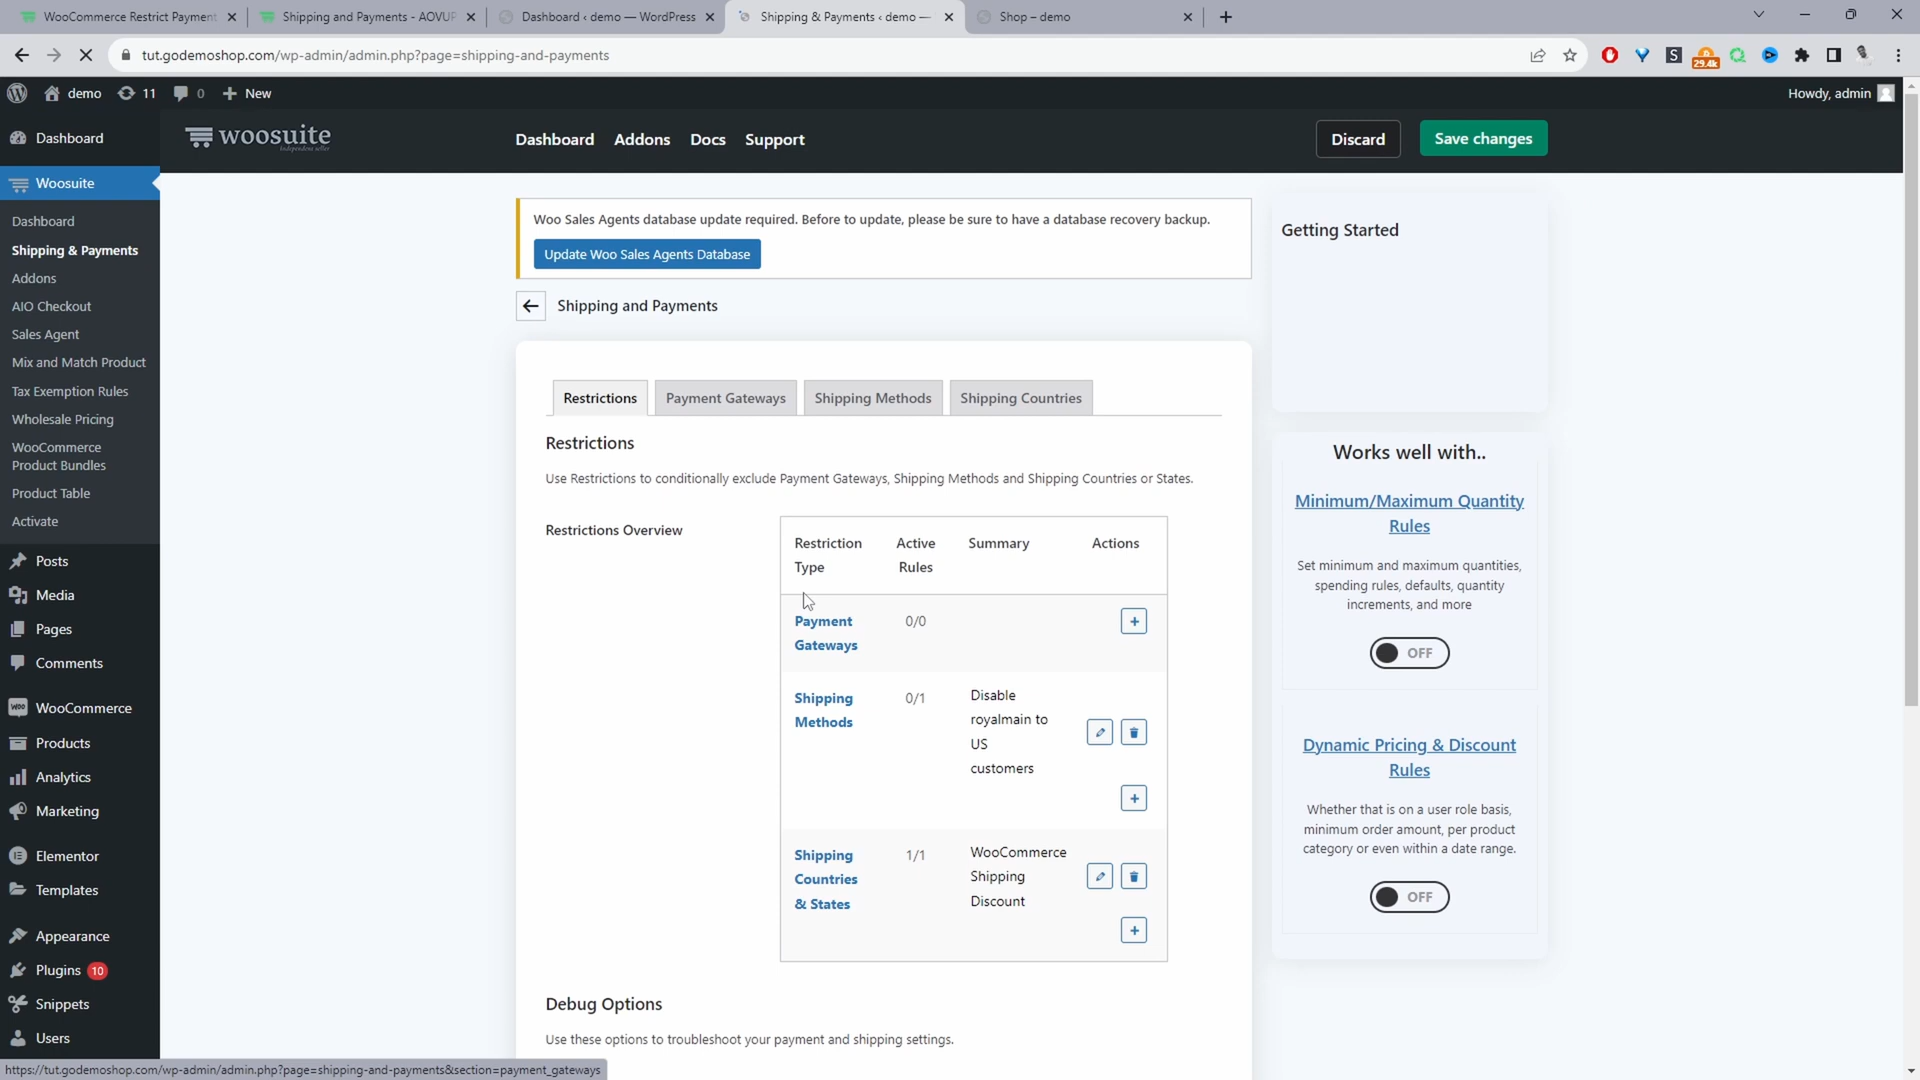 WooCommerce Restrict Payment
Shipping and Payments - AOVUP
Dashboard ‹ demo — WordPress
Shipping & Payments ‹ demo —
Shop – demo
tut.godemoshop.com/wp-admin/admin.php?page=shipping-and-payments
S
29.4k
demo
11
0
New
Howdy, admin
woosuite
Dashboard
Addons
Docs
Support
Discard
Save changes
Dashboard
Woosuite
Dashboard
Shipping & Payments
Addons
AIO Checkout
Sales Agent
Mix and Match Product
Tax Exemption Rules
Wholesale Pricing
WooCommerce
Product Bundles
Product Table
Activate
Posts
Media
Pages
Comments
WooCommerce
Products
Analytics
Marketing
Elementor
Templates
Appearance
Plugins 10
Snippets
Users
Woo Sales Agents database update required. Before to update, please be sure to have a database recovery backup.
Update Woo Sales Agents Database
Shipping and Payments
Restrictions
Payment Gateways
Shipping Methods
Shipping Countries
Restrictions
Use Restrictions to conditionally exclude Payment Gateways, Shipping Methods and Shipping Countries or States.
Restrictions Overview
Restriction Type
Active Rules
Summary
Actions
Payment
Gateways
0/0
Shipping
Methods
0/1
Disable
royalmain to
US
customers
Shipping
Countries
& States
1/1
WooCommerce
Shipping
Discount
Debug Options
Use these options to troubleshoot your payment and shipping settings.
Getting Started
Works well with..
Minimum/Maximum Quantity
Rules
Set minimum and maximum quantities,
spending rules, defaults, quantity
increments, and more
OFF
Dynamic Pricing & Discount
Rules
Whether that is on a user role basis,
minimum order amount, per product
category or even within a date range.
OFF
https://tut.godemoshop.com/wp-admin/admin.php?page=shipping-and-payments&section=payment_gateways